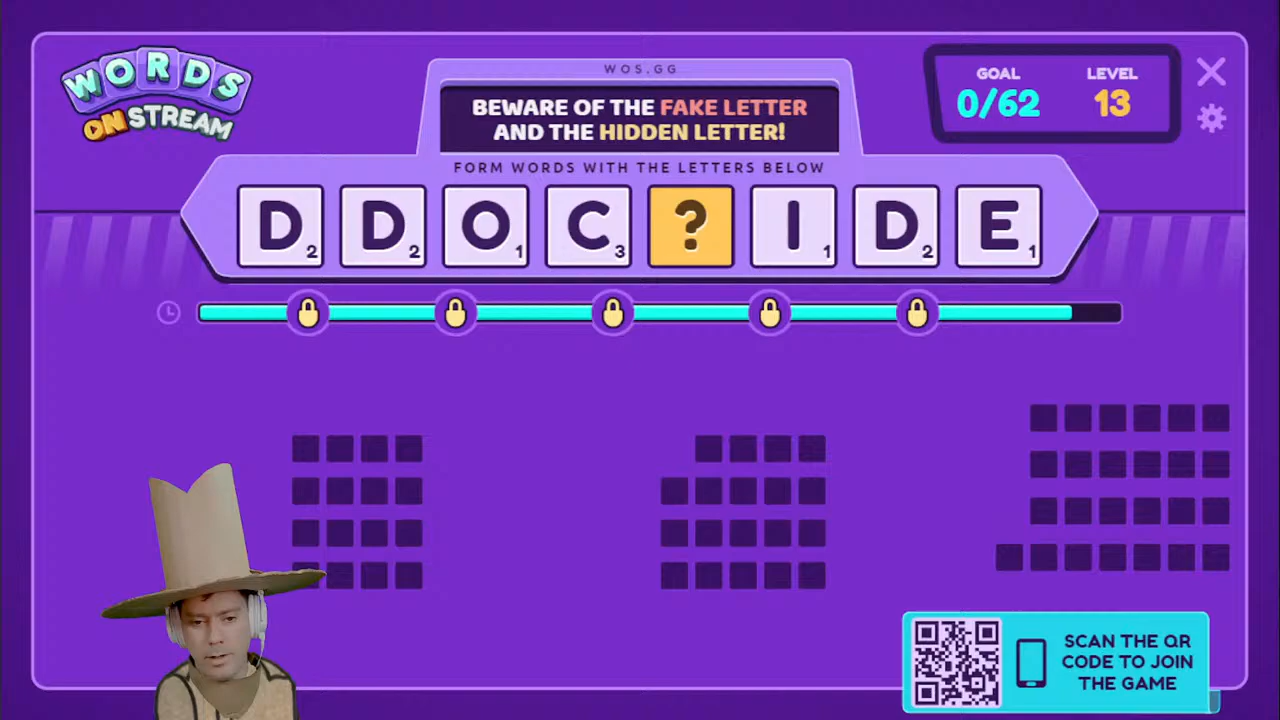 WORDS
ON STREAM
WOS.GG
BEWARE OF THE FAKE LETTER
AND THE HIDDEN LETTER!
GOAL
0/62
LEVEL
13
FORM WORDS WITH THE LETTERS BELOW
D2 D2 O1 C3 ? I1 D2 E1
SCAN THE QR
CODE TO JOIN
THE GAME